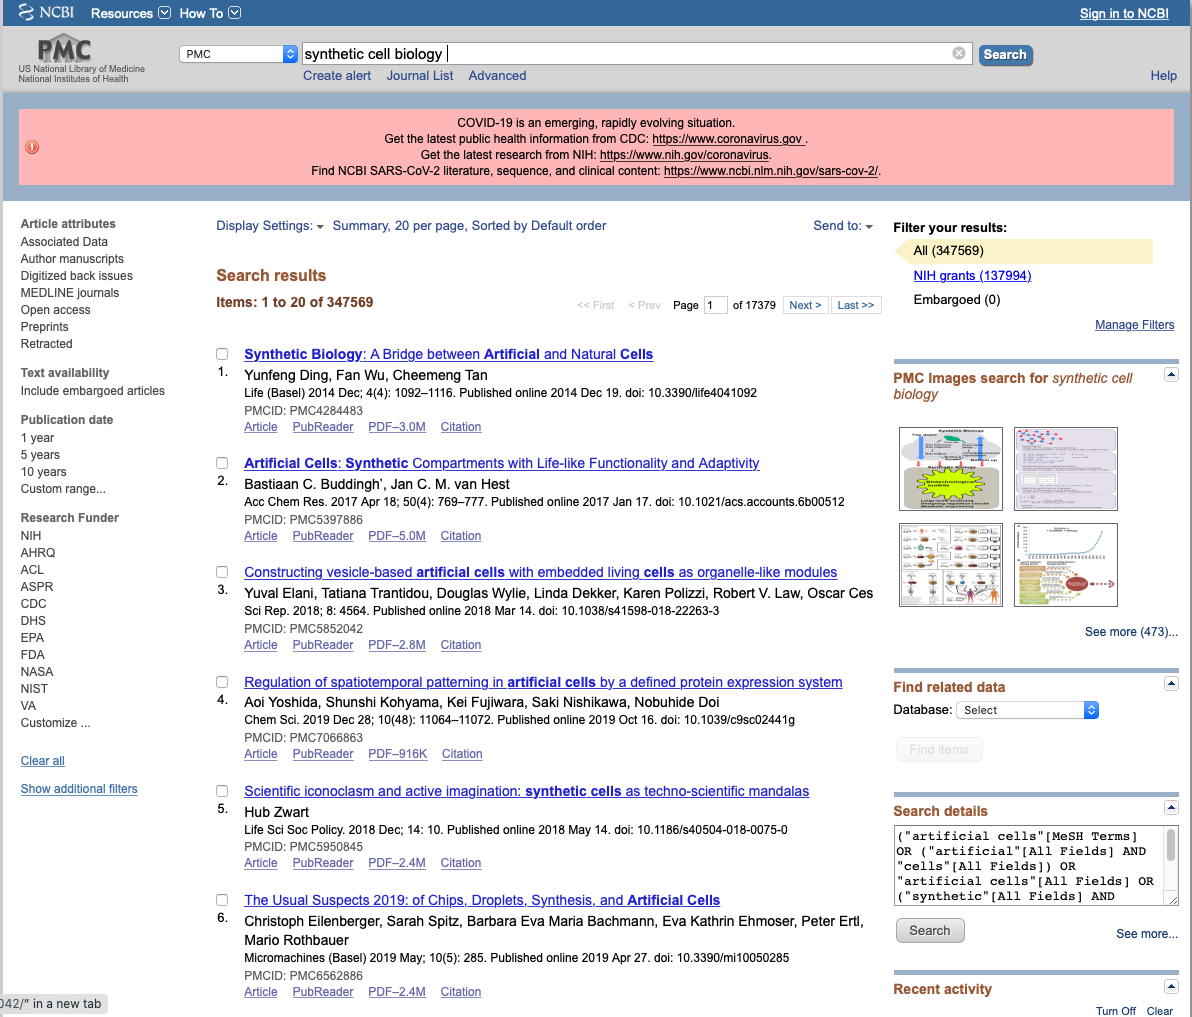 NCBI Resources How To Sign in to NCBI
PMC
US National Library of Medicine
National Institutes of Health
PMC synthetic cell biology Search
Create alert Journal List Advanced Help
COVID-19 is an emerging, rapidly evolving situation.
Get the latest public health information from CDC: https://www.coronavirus.gov .
Get the latest research from NIH: https://www.nih.gov/coronavirus.
Find NCBI SARS-CoV-2 literature, sequence, and clinical content: https://www.ncbi.nlm.nih.gov/sars-cov-2/.
Article attributes
Associated Data
Author manuscripts
Digitized back issues
MEDLINE journals
Open access
Preprints
Retracted
Text availability
Include embargoed articles
Publication date
1 year
5 years
10 years
Custom range...
Research Funder
NIH
AHRQ
ACL
ASPR
CDC
DHS
EPA
FDA
NASA
NIST
VA
Customize ...
Clear all
Show additional filters
Display Settings: Summary, 20 per page, Sorted by Default order Send to:
Search results
Items: 1 to 20 of 347569
<< First < Prev Page 1 of 17379 Next > Last >>
Synthetic Biology: A Bridge between Artificial and Natural Cells
1. Yunfeng Ding, Fan Wu, Cheemeng Tan
Life (Basel) 2014 Dec; 4(4): 1092–1116. Published online 2014 Dec 19. doi: 10.3390/life4041092
PMCID: PMC4284483
Article PubReader PDF–3.0M Citation
Artificial Cells: Synthetic Compartments with Life-like Functionality and Adaptivity
2. Bastiaan C. Buddingh’, Jan C. M. van Hest
Acc Chem Res. 2017 Apr 18; 50(4): 769–777. Published online 2017 Jan 17. doi: 10.1021/acs.accounts.6b00512
PMCID: PMC5397886
Article PubReader PDF–5.0M Citation
Constructing vesicle-based artificial cells with embedded living cells as organelle-like modules
3. Yuval Elani, Tatiana Trantidou, Douglas Wylie, Linda Dekker, Karen Polizzi, Robert V. Law, Oscar Ces
Sci Rep. 2018; 8: 4564. Published online 2018 Mar 14. doi: 10.1038/s41598-018-22263-3
PMCID: PMC5852042
Article PubReader PDF–2.8M Citation
Regulation of spatiotemporal patterning in artificial cells by a defined protein expression system
4. Aoi Yoshida, Shunshi Kohyama, Kei Fujiwara, Saki Nishikawa, Nobuhide Doi
Chem Sci. 2019 Dec 28; 10(48): 11064–11072. Published online 2019 Oct 16. doi: 10.1039/c9sc02441g
PMCID: PMC7066863
Article PubReader PDF–916K Citation
Scientific iconoclasm and active imagination: synthetic cells as techno-scientific mandalas
5. Hub Zwart
Life Sci Soc Policy. 2018 Dec; 14: 10. Published online 2018 May 14. doi: 10.1186/s40504-018-0075-0
PMCID: PMC5950845
Article PubReader PDF–2.4M Citation
The Usual Suspects 2019: of Chips, Droplets, Synthesis, and Artificial Cells
6. Christoph Eilenberger, Sarah Spitz, Barbara Eva Maria Bachmann, Eva Kathrin Ehmoser, Peter Ertl,
Mario Rothbauer
Micromachines (Basel) 2019 May; 10(5): 285. Published online 2019 Apr 27. doi: 10.3390/mi10050285
PMCID: PMC6562886
Article PubReader PDF–2.4M Citation
Filter your results:
All (347569)
NIH grants (137994)
Embargoed (0)
Manage Filters
PMC Images search for synthetic cell
biology
See more (473)...
Find related data
Database: Select
Find items
Search details
("artificial cells"[MeSH Terms]
OR ("artificial"[All Fields] AND
"cells"[All Fields]) OR
"artificial cells"[All Fields] OR
("synthetic"[All Fields] AND
Search
See more...
Recent activity
Turn Off Clear
042/” in a new tab